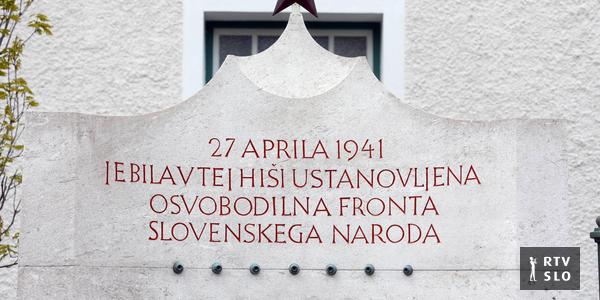 27 APRILA 1941
JE BILA V TEJ HIŠI USTANOVLJENA
OSVOBODILNA FRONTA
SLOVENSKEGA NARODA
RTV
SLO